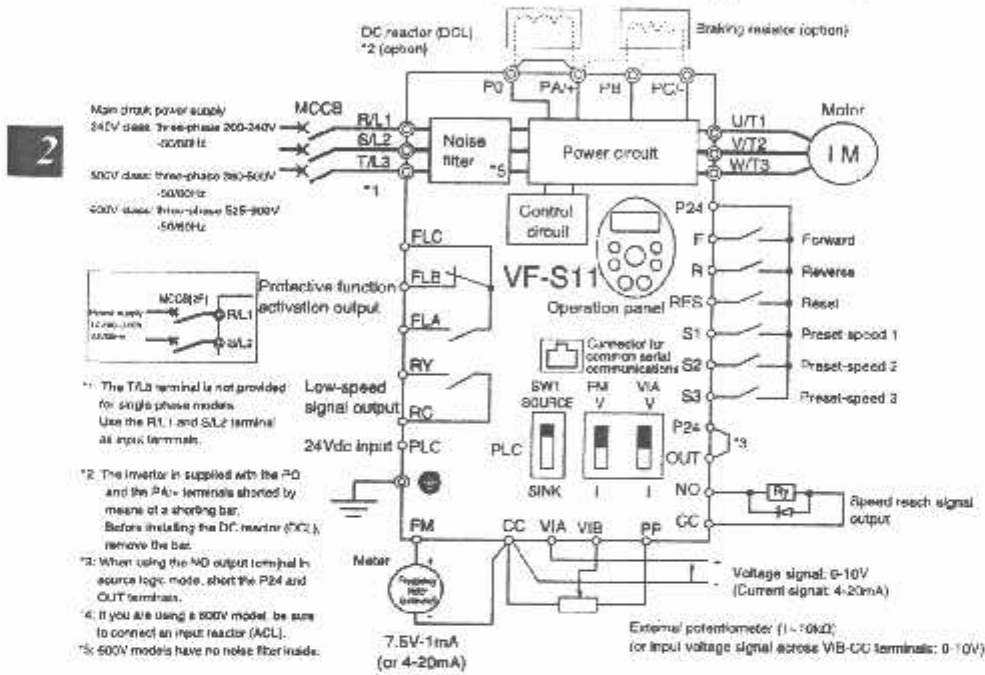 DC reactor (DCL)
*2 (option)
Braking resistor (option)
P0 PA/+ PB PC/-
2
Main circuit power supply
240V class: three-phase 200-240V
-50/60Hz
500V class: three-phase 380-500V
-50/60Hz
600V class: three-phase 525-600V
-50/60Hz
MCCB
R/L1
S/L2
T/L3
*1
Noise
filter
*5
Power circuit
U/T1
V/T2
W/T3
Motor
IM
Control
circuit
VF-S11
Operation panel
FLC
FLB
FLA
Protective function
activation output
RY
RC
Low-speed
signal output
24Vdc input
PLC
MCCB(2P)
Power supply
R/L1
S/L2
P24
F
Forward
R
Reverse
RES
Reset
S1
Preset-speed 1
S2
Preset-speed 2
S3
Preset-speed 3
Connector for
common serial
communications
SW1
SOURCE
PLC
SINK
FM
V
I
VIA
V
I
P24
*3
OUT
NO
CC
Ry
Speed reach signal
output
FM
CC VIA VIB PP
Meter
+
-
7.5V-1mA
(or 4-20mA)
+
-
Voltage signal: 0-10V
(Current signal: 4-20mA)
External potentiometer (1-10kΩ)
(or input voltage signal across VIB-CC terminals: 0-10V)
*1: The T/L3 terminal is not provided
for single phase models.
Use the R/L1 and S/L2 terminal
as input terminals.
*2: The inverter is supplied with the PO
and the PA/+ terminals shorted by
means of a shorting bar.
Before installing the DC reactor (DCL),
remove the bar.
*3: When using the NO output terminal in
source logic mode, short the P24 and
OUT terminals.
*4: If you are using a 600V model, be sure
to connect an input reactor (ACL).
*5: 600V models have no noise filter inside.